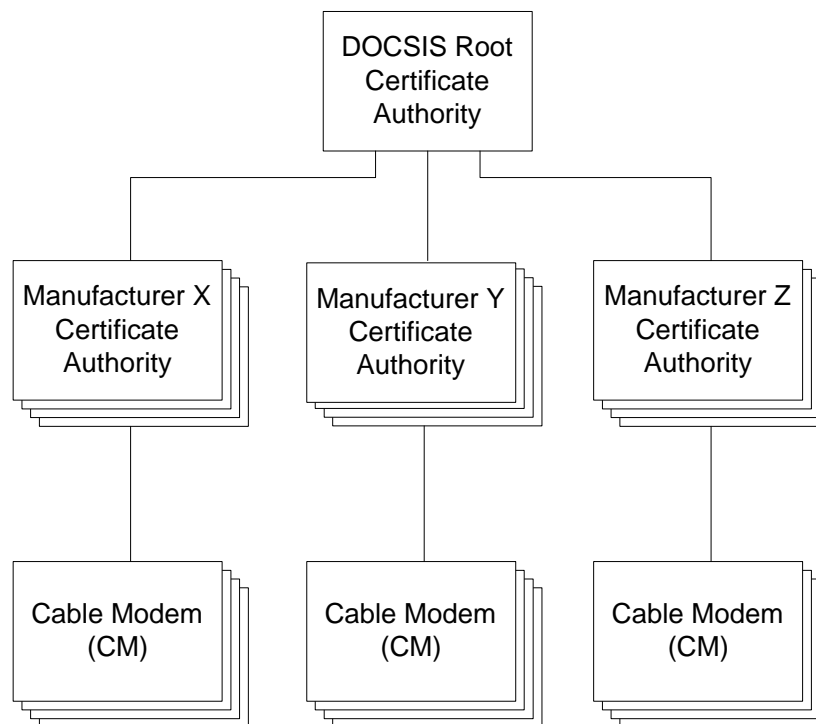 DOCSIS Root
Certificate
Authority
Manufacturer X
Certificate
Authority
Manufacturer Y
Certificate
Authority
Manufacturer Z
Certificate
Authority
Cable Modem
(CM)
Cable Modem
(CM)
Cable Modem
(CM)